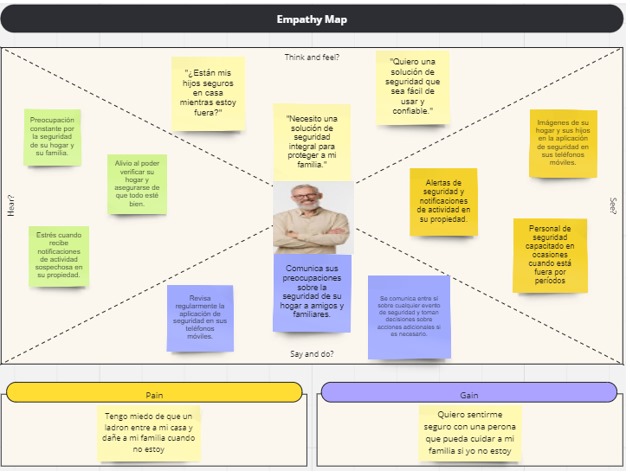 Empathy Map
Think and feel?
"¿Están mis
hijos seguros
en casa
mientras estoy
fuera?"
"Quiero una
solución de
seguridad que
sea fácil de
usar y
confiable."
"Necesito una
solución de
seguridad
integral para
proteger a mi
familia."
Hear?
Preocupación
constante por
la seguridad
de su hogar y
su familia.
Alivio al poder
verificar su
hogar y
asegurarse de
que todo esté
bien.
Estrés cuando
recibe
notificaciones
de actividad
sospechosa en
su propiedad.
See?
Imágenes de su
hogar y sus hijos
en la aplicación
de seguridad en
sus teléfonos
móviles.
Alertas de
seguridad y
notificaciones
de actividad en
su propiedad.
Personal de
seguridad
capacitado en
ocasiones
cuando está
fuera por
períodos
Revisa
regularmente la
aplicación de
seguridad en sus
teléfonos
móviles.
Comunica sus
preocupaciones
sobre la
seguridad de su
hogar a amigos y
familiares.
Se comunica entre sí
sobre cualquier evento
de seguridad y toman
decisiones sobre
acciones adicionales si
es necesario.
Say and do?
Pain
Tengo miedo de que un
ladron entre a mi casa y
dañe a mi familia cuando
no estoy
Gain
Quiero sentirme
seguro con una perona
que pueda cuidar a mi
familia si yo no estoy